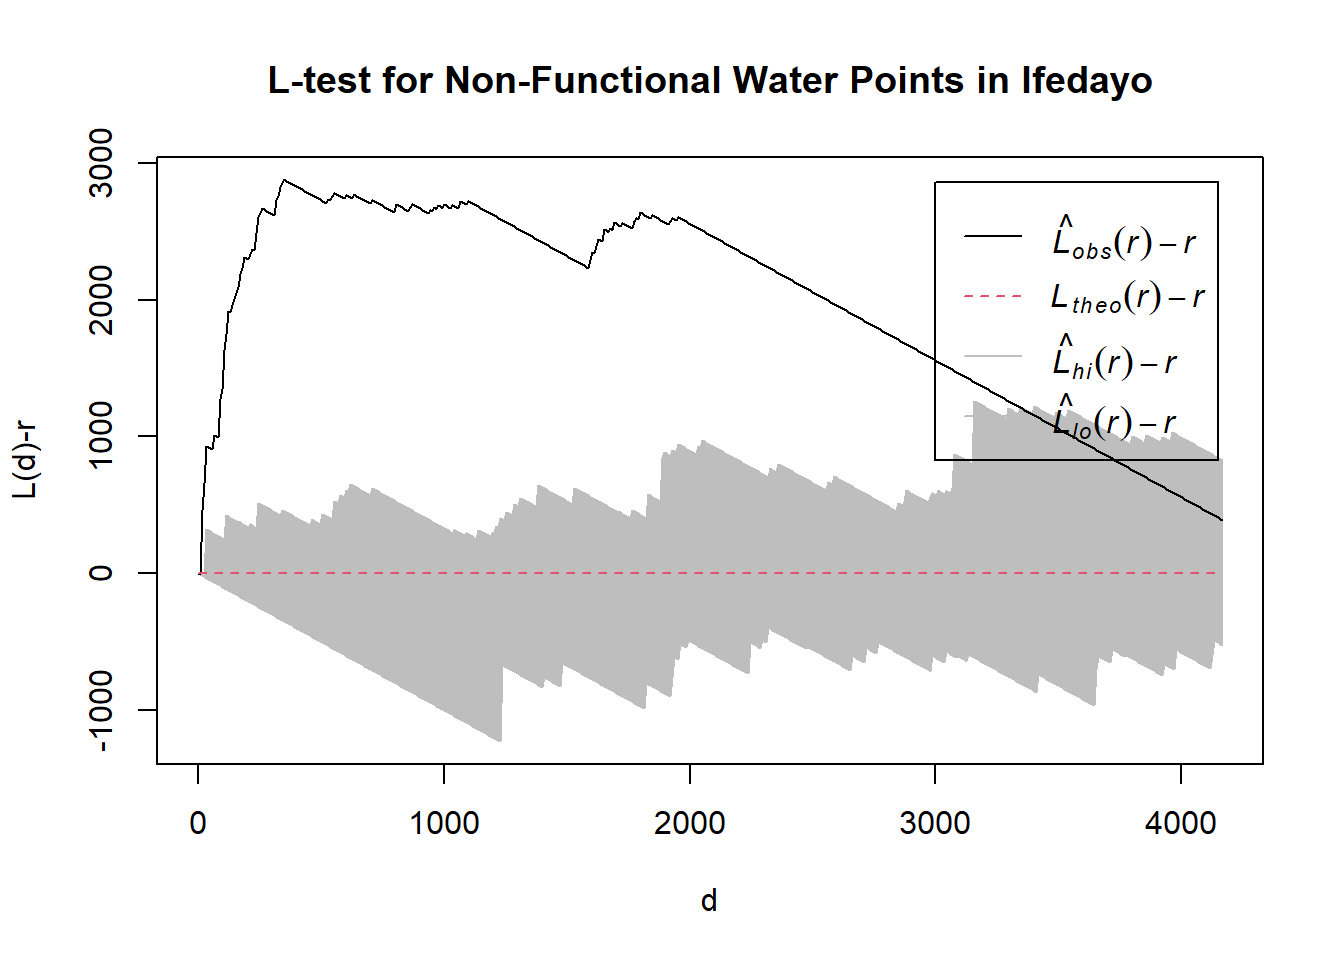 L-test for Non-Functional Water Points in Ifedayo
3000
2000
1000
0
-1000
L(d)-r
L̂obs(r) − r
Ltheo(r) − r
L̂hi(r) − r
L̂lo(r) − r
0 1000 2000 3000 4000
d